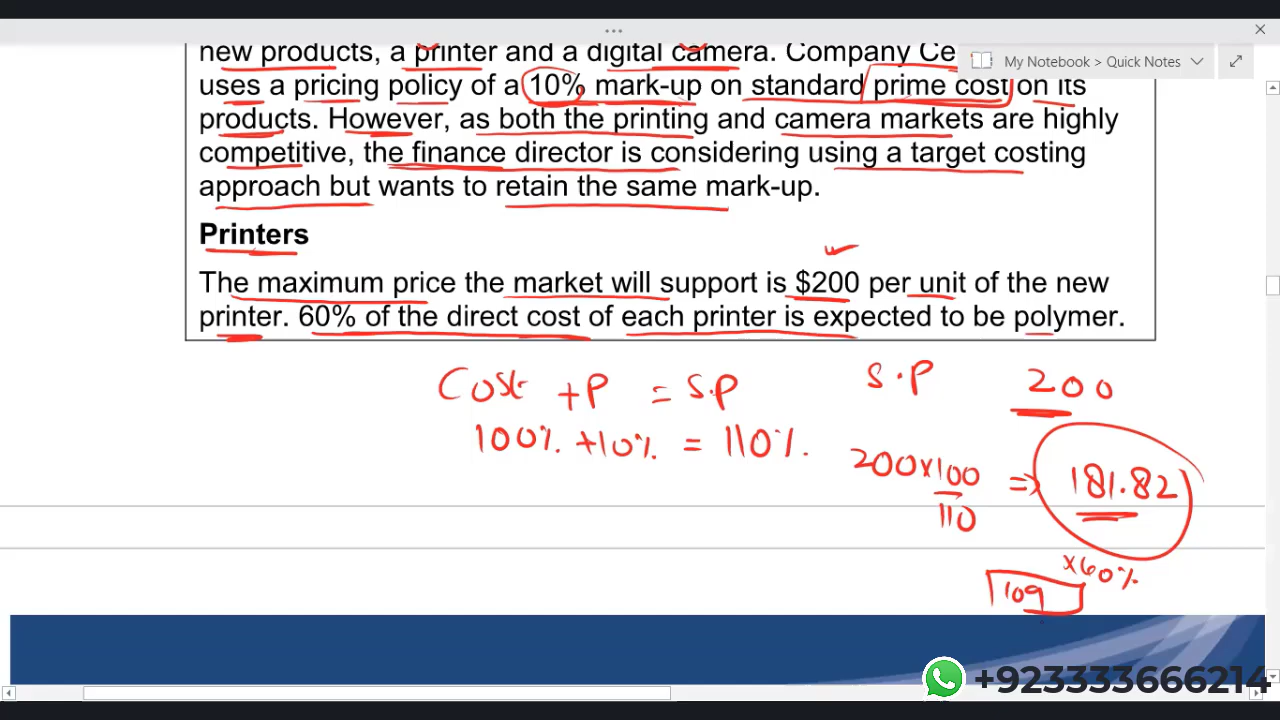 new products, a printer and a digital camera. Company Ce
My Notebook > Quick Notes
uses a pricing policy of a 10% mark-up on standard prime cost on its
products. However, as both the printing and camera markets are highly
competitive, the finance director is considering using a target costing
approach but wants to retain the same mark-up.
Printers
The maximum price the market will support is $200 per unit of the new
printer. 60% of the direct cost of each printer is expected to be polymer.
Cost + P = S.P
S.P 200
100% + 10% = 110%.
200 x 100
110
=> 181.82
x 60%
109
+923333666214